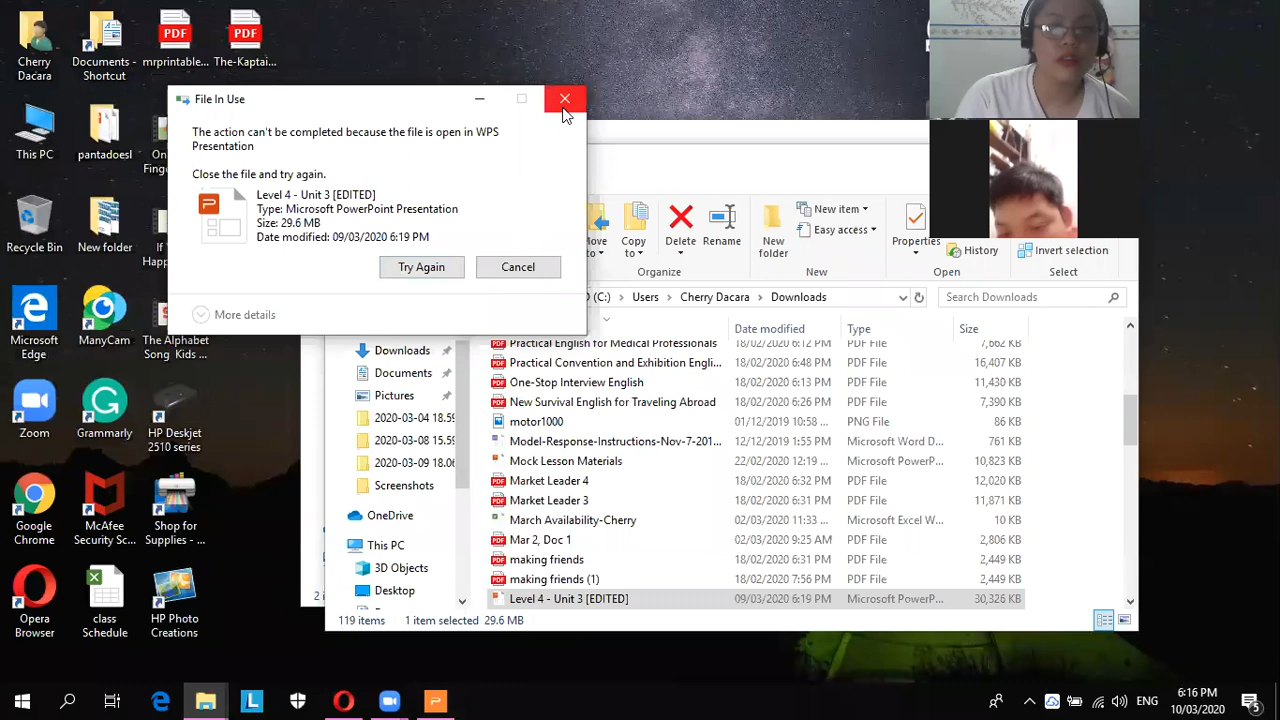 Cherry Dacara
Documents - Shortcut
PDF
mrprintable...
PDF
The-Kaptai...
This PC
pantadoesl
On
Finger
Recycle Bin
New folder
If
Microsoft Edge
ManyCam
The Alphabet Song_Kids ...
Zoom
Grammarly
HP Deskjet 2510 series
Google Chrome
McAfee Security Sc...
Shop for Supplies - ...
Opera Browser
class Schedule
HP Photo Creations
File In Use
The action can't be completed because the file is open in WPS
Presentation
Close the file and try again.
P
Level 4 - Unit 3 [EDITED]
Type: Microsoft PowerPoint Presentation
Size: 29.6 MB
Date modified: 09/03/2020 6:19 PM
Try Again
Cancel
More details
Move to
Copy to
Delete
Rename
New folder
New item
Easy access
Properties
History
Invert selection
Organize
New
Open
Select
(C:) > Users > Cherry Dacara > Downloads
Search Downloads
Date modified
Type
Size
Downloads
Documents
Pictures
2020-03-04 18.59
2020-03-08 15.59
2020-03-09 18.06
Screenshots
OneDrive
This PC
3D Objects
Desktop
Practical English for Medical Professionals 18/02/2020 6:12 PM PDF File 7,662 KB
Practical Convention and Exhibition Engli... 18/02/2020 6:48 PM PDF File 16,407 KB
One-Stop Interview English 18/02/2020 6:13 PM PDF File 11,430 KB
New Survival English for Traveling Abroad 18/02/2020 6:26 PM PDF File 7,390 KB
motor1000 01/12/2019 10:58 ... PNG File 86 KB
Model-Response-Instructions-Nov-7-201... 12/12/2019 1:55 PM Microsoft Word D... 761 KB
Mock Lesson Materials 22/02/2020 12:19 ... Microsoft PowerP... 10,823 KB
Market Leader 4 18/02/2020 6:32 PM PDF File 12,020 KB
Market Leader 3 18/02/2020 6:31 PM PDF File 11,871 KB
March Availability-Cherry 02/03/2020 11:33 ... Microsoft Excel W... 10 KB
Mar 2, Doc 1 02/03/2020 9:25 AM PDF File 2,806 KB
making friends 18/02/2020 6:31 PM PDF File 2,449 KB
making friends (1) 18/02/2020 7:56 PM PDF File 2,449 KB
Level 4 - Unit 3 [EDITED] 09/03/2020 6:19 PM Microsoft PowerP... 30,326 KB
2
119 items
1 item selected 29.6 MB
L
P
ENG
6:16 PM
10/03/2020
5